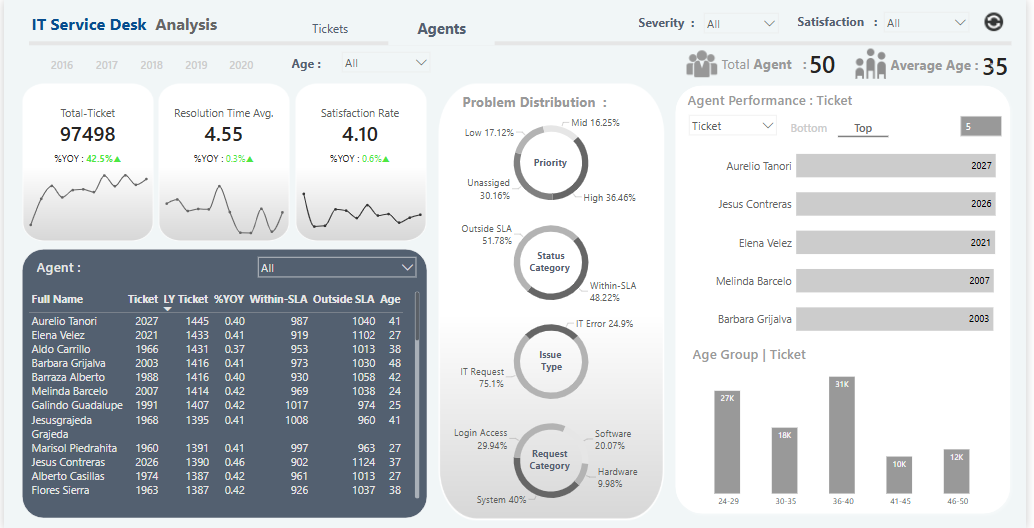 IT Service Desk Analysis
Tickets
Agents
Severity : All
Satisfaction : All
2016 2017 2018 2019 2020
Age : All
Total Agent : 50
Average Age : 35
Total-Ticket
97498
%YOY : 42.5%▲
Resolution Time Avg.
4.55
%YOY : 0.3%▲
Satisfaction Rate
4.10
%YOY : 0.6%▲
Agent : All
Full Name Ticket LY Ticket %YOY Within-SLA Outside SLA Age
Aurelio Tanori 2027 1445 0.40 987 1040 41
Elena Velez 2021 1433 0.41 919 1102 27
Aldo Carrillo 1966 1431 0.37 953 1013 38
Barbara Grijalva 2003 1416 0.41 973 1030 48
Barraza Alberto 1988 1416 0.40 930 1058 42
Melinda Barcelo 2007 1414 0.42 969 1038 24
Galindo Guadalupe 1991 1407 0.42 1017 974 25
Jesusgrajeda 1968 1395 0.41 1008 960 41
Grajeda
Marisol Piedrahita 1960 1391 0.41 997 963 27
Jesus Contreras 2026 1390 0.46 902 1124 37
Alberto Casillas 1974 1387 0.42 961 1013 27
Flores Sierra 1963 1387 0.42 926 1037 38
Problem Distribution :
Mid 16.25%
Low 17.12%
Priority
Unassiged
30.16%
High 36.46%
Outside SLA
51.78%
Status
Category
Within-SLA
48.22%
IT Error 24.9%
Issue
Type
IT Request
75.1%
Login Access
29.94%
Software
20.07%
Request
Category
Hardware
9.98%
System 40%
Agent Performance : Ticket
Ticket Bottom Top 5
Aurelio Tanori 2027
Jesus Contreras 2026
Elena Velez 2021
Melinda Barcelo 2007
Barbara Grijalva 2003
Age Group | Ticket
27K 18K 31K 10K 12K
24-29 30-35 36-40 41-45 46-50